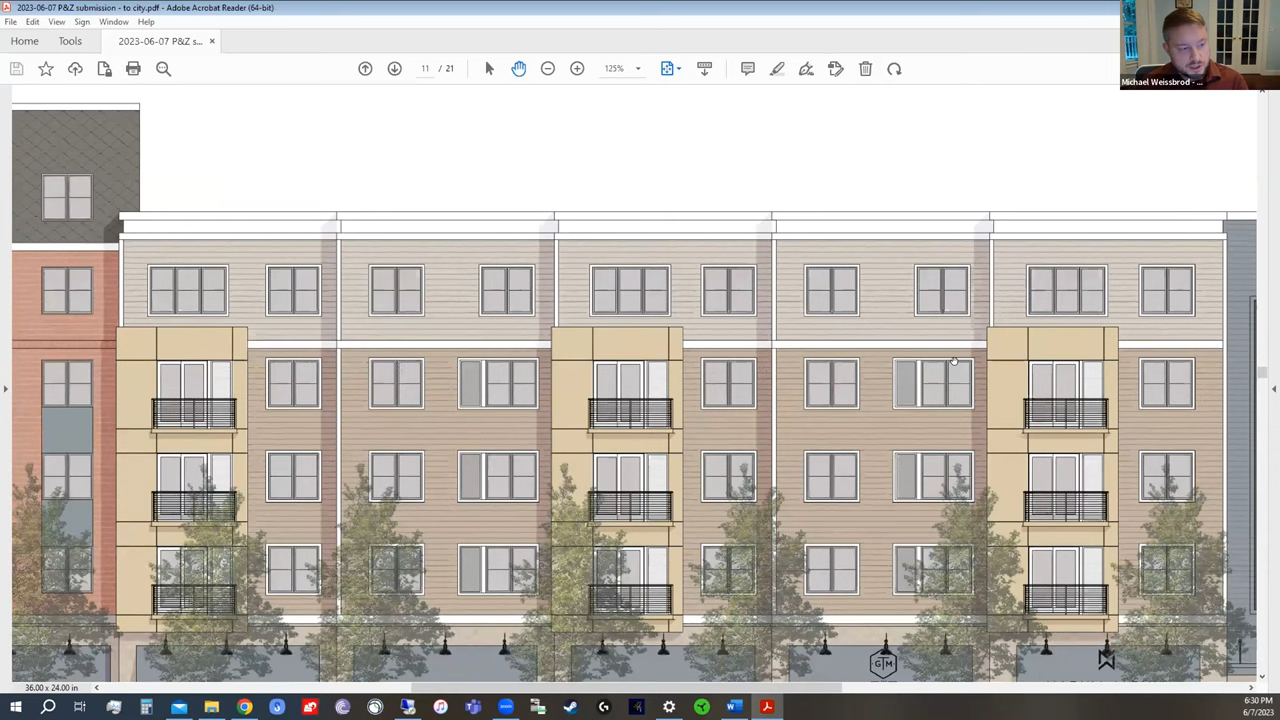 2023-06-07 P&Z submission - to city.pdf - Adobe Acrobat Reader (64-bit)
File Edit View Sign Window Help
Home Tools 2023-06-07 P&Z s... ×
11 / 21 125%
Michael Weissbrod - ...
GTM
36.00 x 24.00 in
6:30 PM
6/7/2023